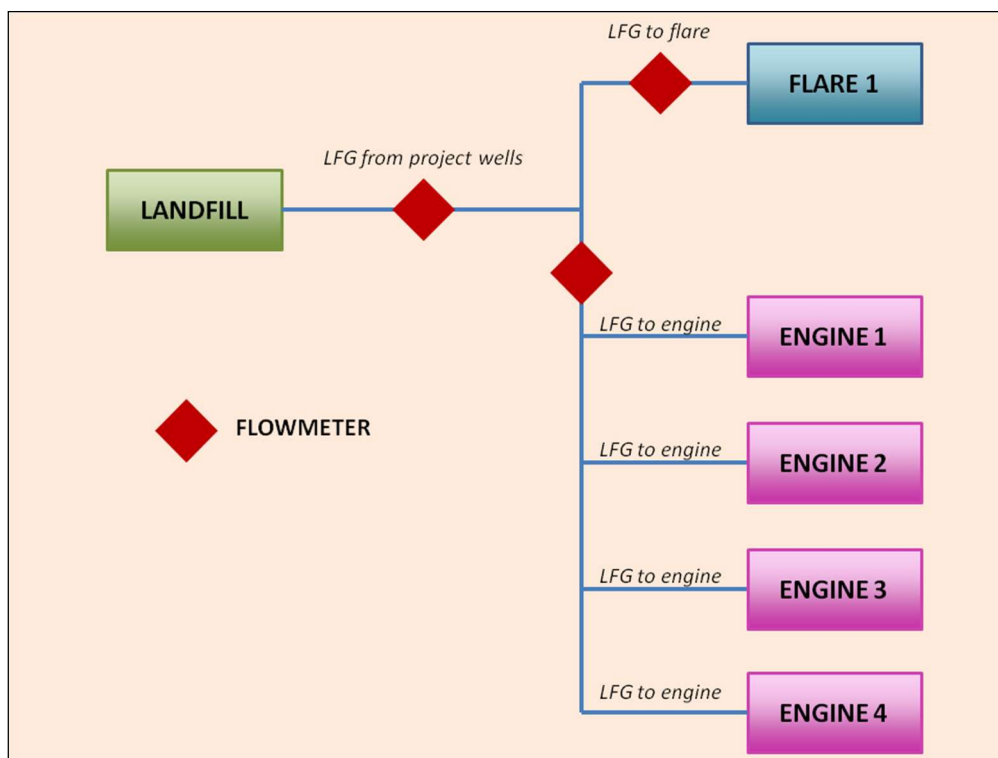 LFG to flare
FLARE 1
LFG from project wells
LANDFILL
LFG to engine
ENGINE 1
FLOWMETER
LFG to engine
ENGINE 2
LFG to engine
ENGINE 3
LFG to engine
ENGINE 4